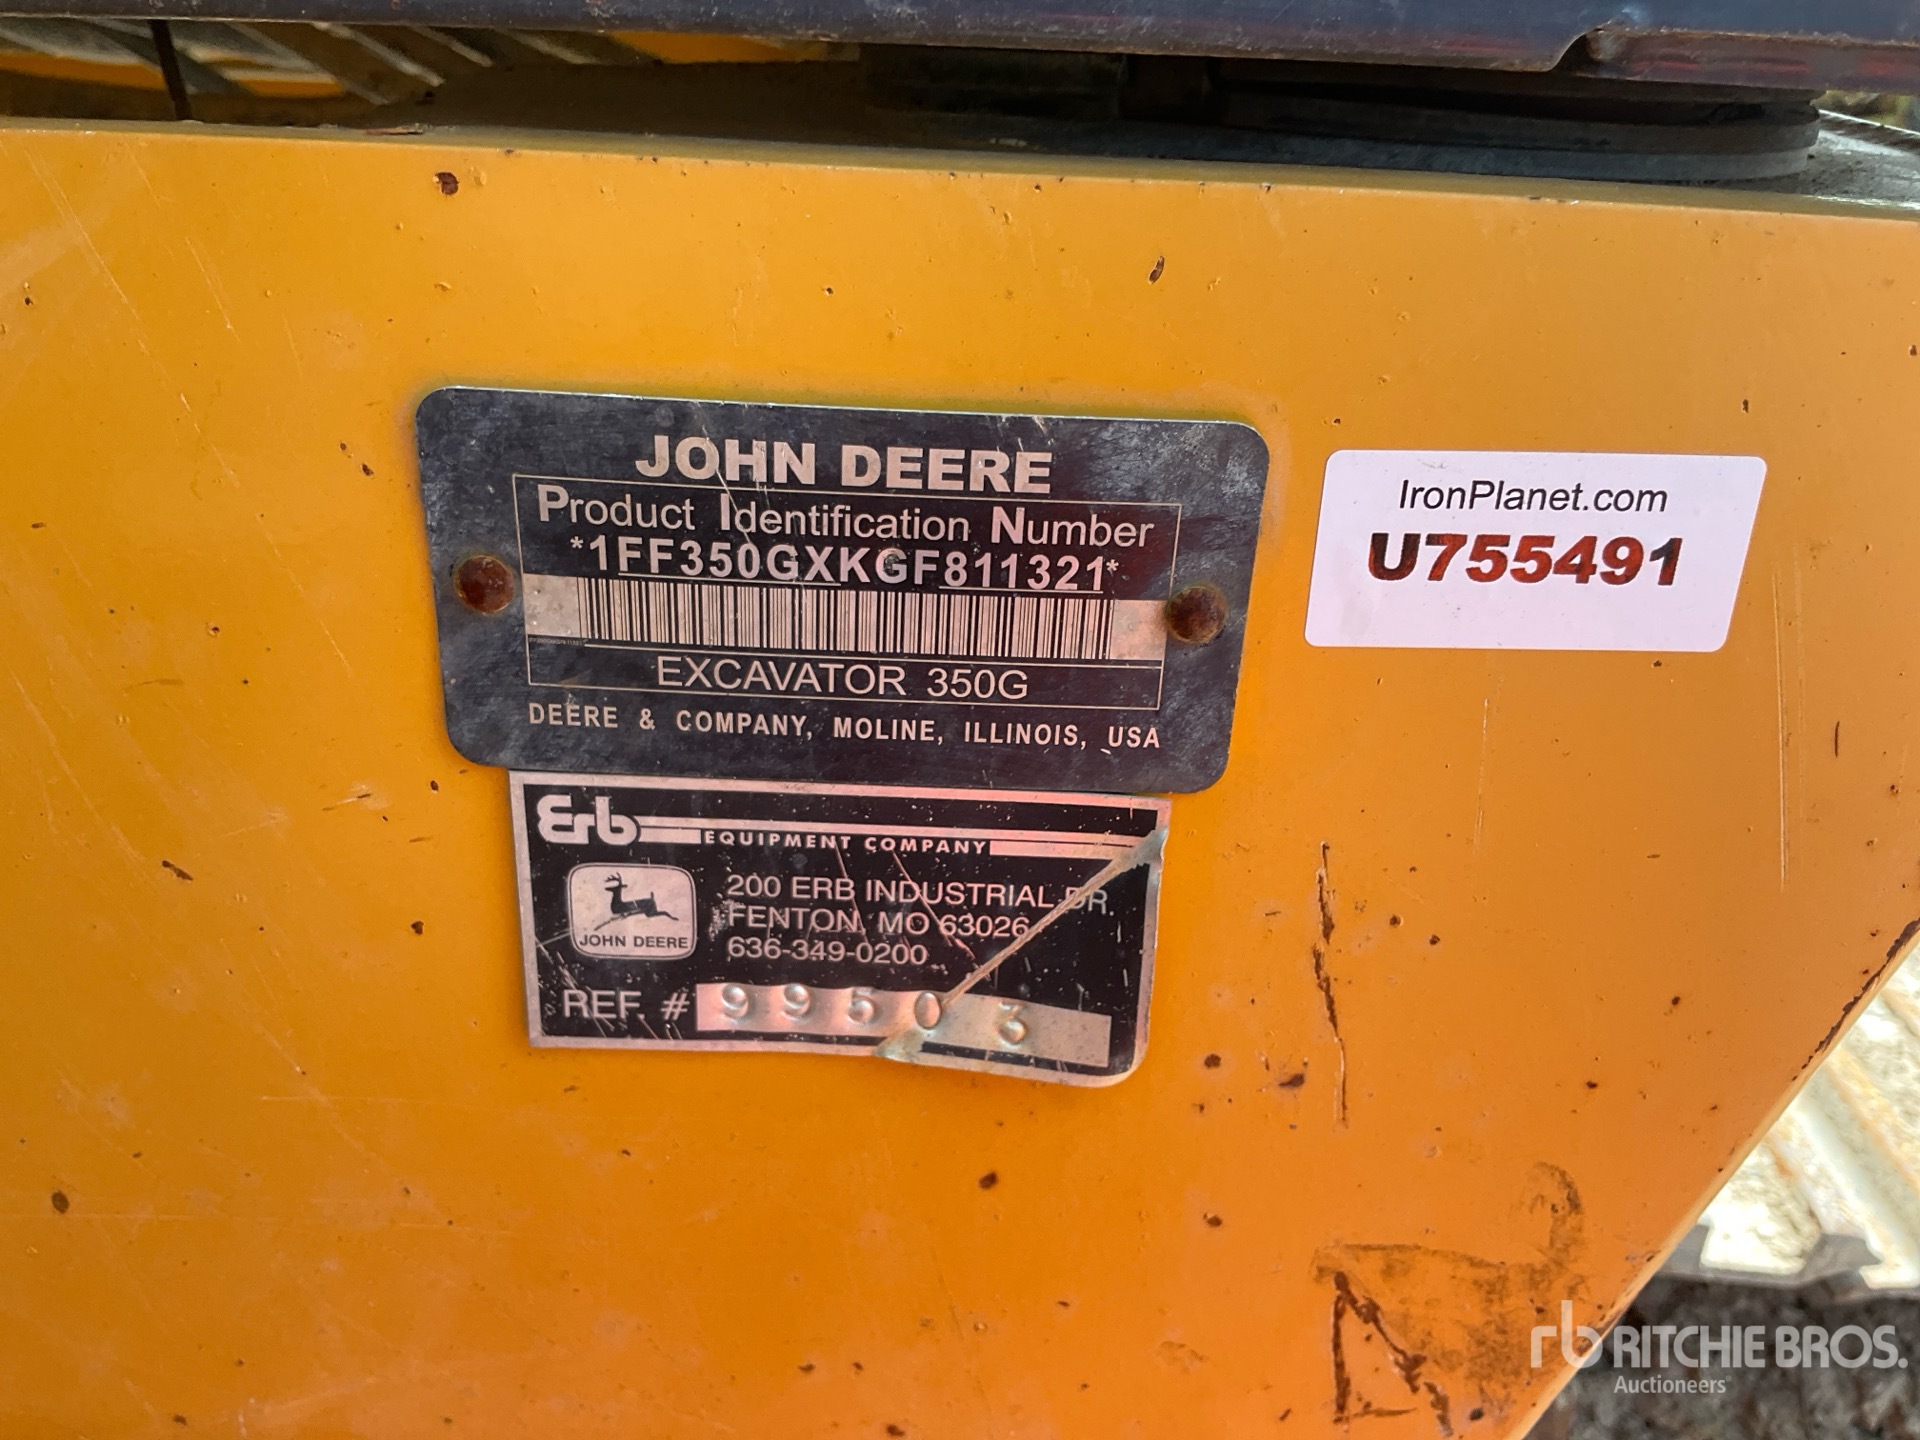 JOHN DEERE
Product Identification Number
*1FF350GXKGF811321*
EXCAVATOR 350G
DEERE & COMPANY, MOLINE, ILLINOIS, USA
IronPlanet.com
U755491
Erb
EQUIPMENT COMPANY
JOHN DEERE
200 ERB INDUSTRIAL DR.
FENTON, MO 63026
636-349-0200
REF. # 99503
rb RITCHIE BROS.
Auctioneers